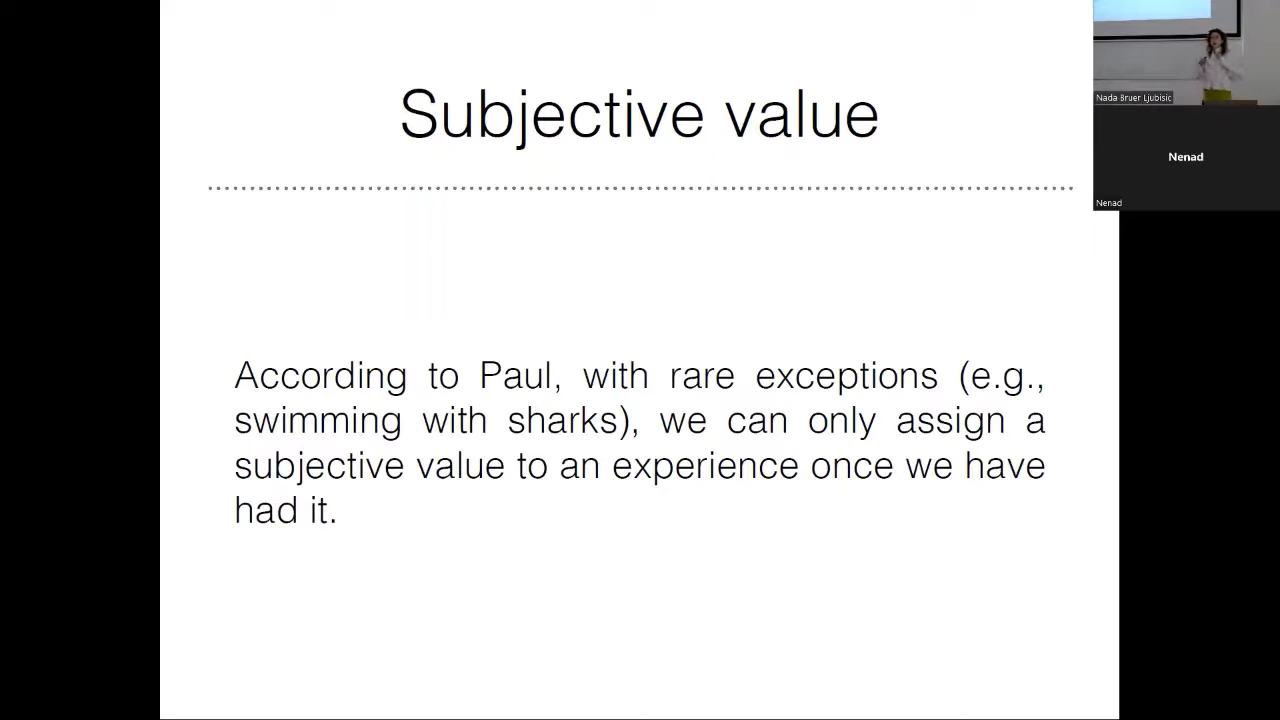 Subjective value
According to Paul, with rare exceptions (e.g.,
swimming with sharks), we can only assign a
subjective value to an experience once we have
had it.
Nada Bruer Ljubisic
Nenad
Nenad